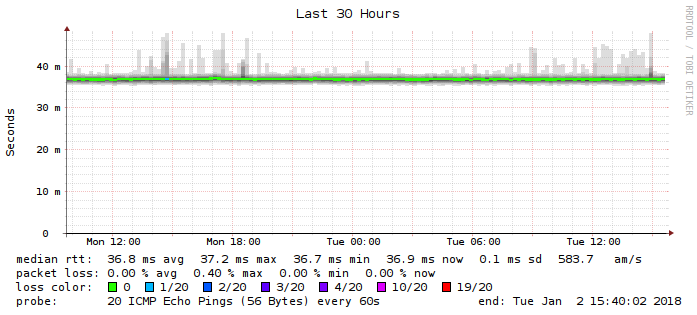 Last 30 Hours
RRDTOOL / TOBI OETIKER
Seconds
40 m
30 m
20 m
10 m
0
Mon 12:00 Mon 18:00 Tue 00:00 Tue 06:00 Tue 12:00
median rtt: 36.8 ms avg 37.2 ms max 36.7 ms min 36.9 ms now 0.1 ms sd 583.7 am/s
packet loss: 0.00 % avg 0.40 % max 0.00 % min 0.00 % now
loss color: 0 1/20 2/20 3/20 4/20 10/20 19/20
probe: 20 ICMP Echo Pings (56 Bytes) every 60s end: Tue Jan 2 15:40:02 2018